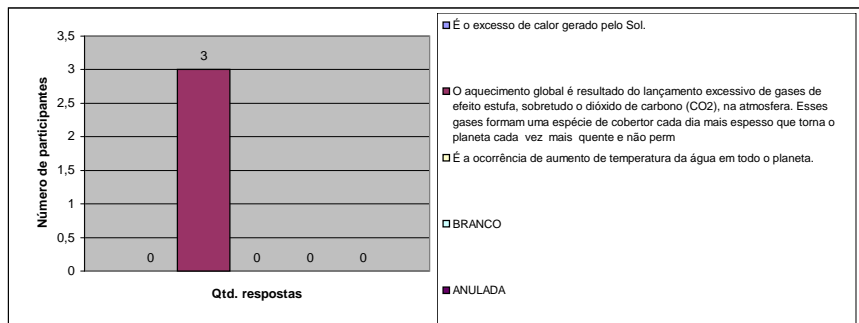 3,5
3
2,5
2
1,5
1
0,5
0
Número de participantes
0
3
0
0
0
Qtd. respostas
É o excesso de calor gerado pelo Sol.
O aquecimento global é resultado do lançamento excessivo de gases de
efeito estufa, sobretudo o dióxido de carbono (CO2), na atmosfera. Esses
gases formam uma espécie de cobertor cada dia mais espesso que torna o
planeta cada vez mais quente e não perm
É a ocorrência de aumento de temperatura da água em todo o planeta.
BRANCO
ANULADA